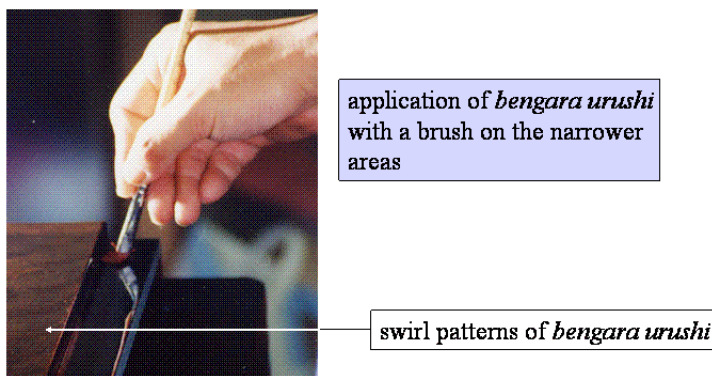 application of bengara urushi
with a brush on the narrower
areas
swirl patterns of bengara urushi